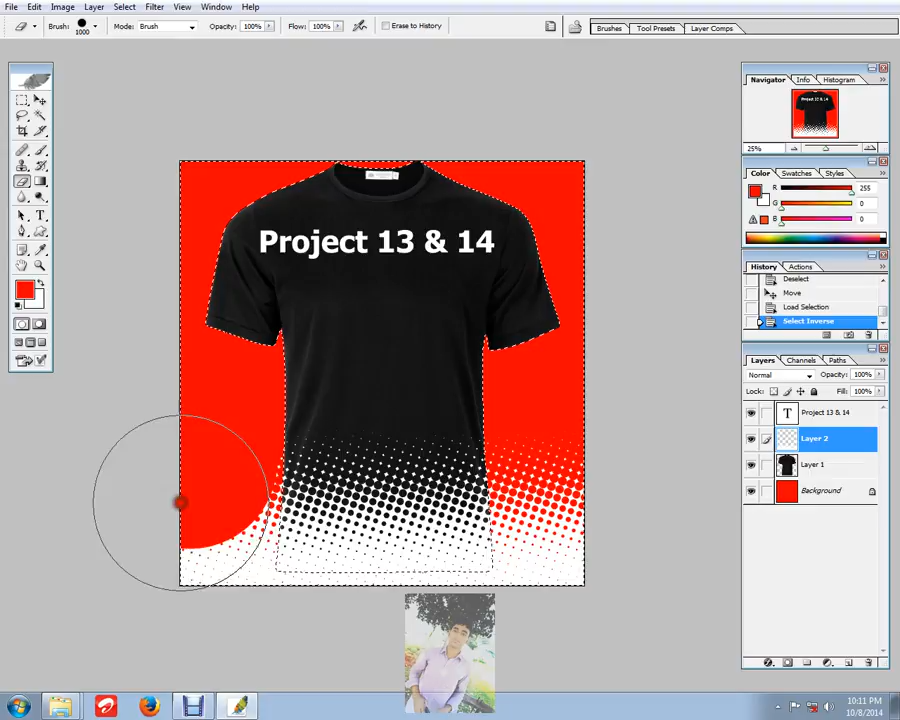 File Edit Image Layer Select Filter View Window Help
Brush: 1000 Mode: Brush Opacity: 100% Flow: 100% Erase to History
Brushes Tool Presets Layer Comps
Navigator Info Histogram
Project 13 & 14
25%
Color Swatches Styles
R 255
G 0
B 0
History Actions
Deselect
Move
Load Selection
Select Inverse
Layers Channels Paths
Normal Opacity: 100%
Lock: Fill: 100%
T Project 13 & 14
Layer 2
Layer 1
Background
Project 13 & 14
10:11 PM
10/8/2014